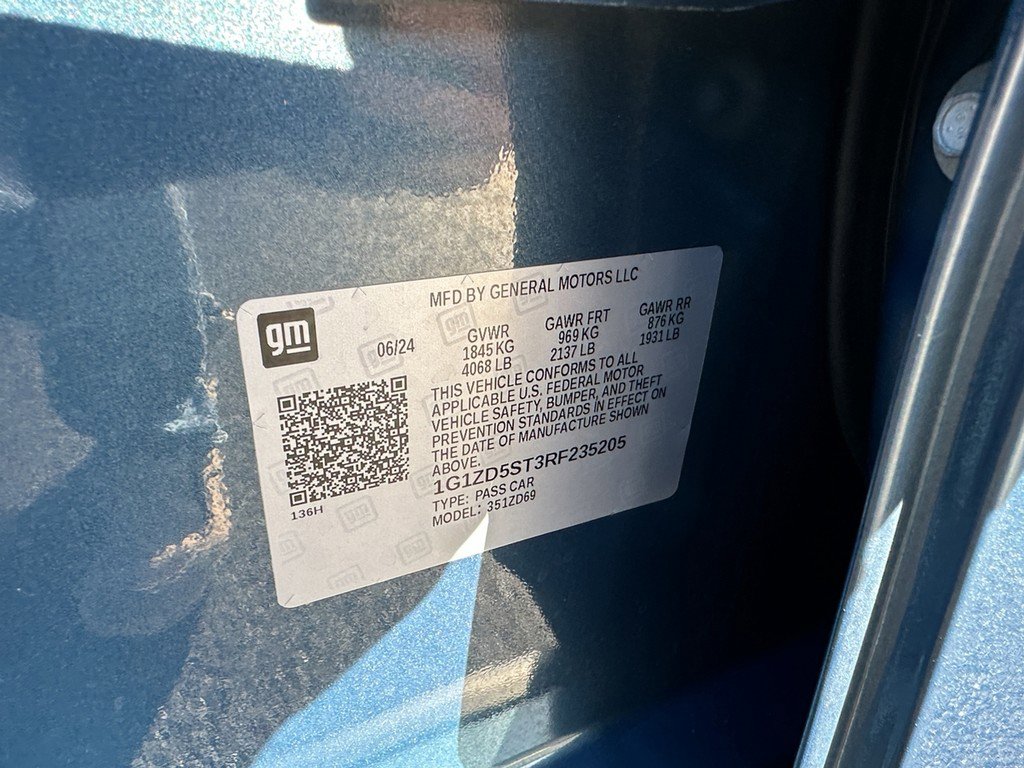 gm
MFD BY GENERAL MOTORS LLC
06/24
GVWR
1845 KG
4068 LB
GAWR FRT
969 KG
2137 LB
GAWR RR
876 KG
1931 LB
THIS VEHICLE CONFORMS TO ALL
APPLICABLE U.S. FEDERAL MOTOR
VEHICLE SAFETY, BUMPER, AND THEFT
PREVENTION STANDARDS IN EFFECT ON
THE DATE OF MANUFACTURE SHOWN
ABOVE.
1G1ZD5ST3RF235205
TYPE: PASS CAR
MODEL: 351ZD69
136H